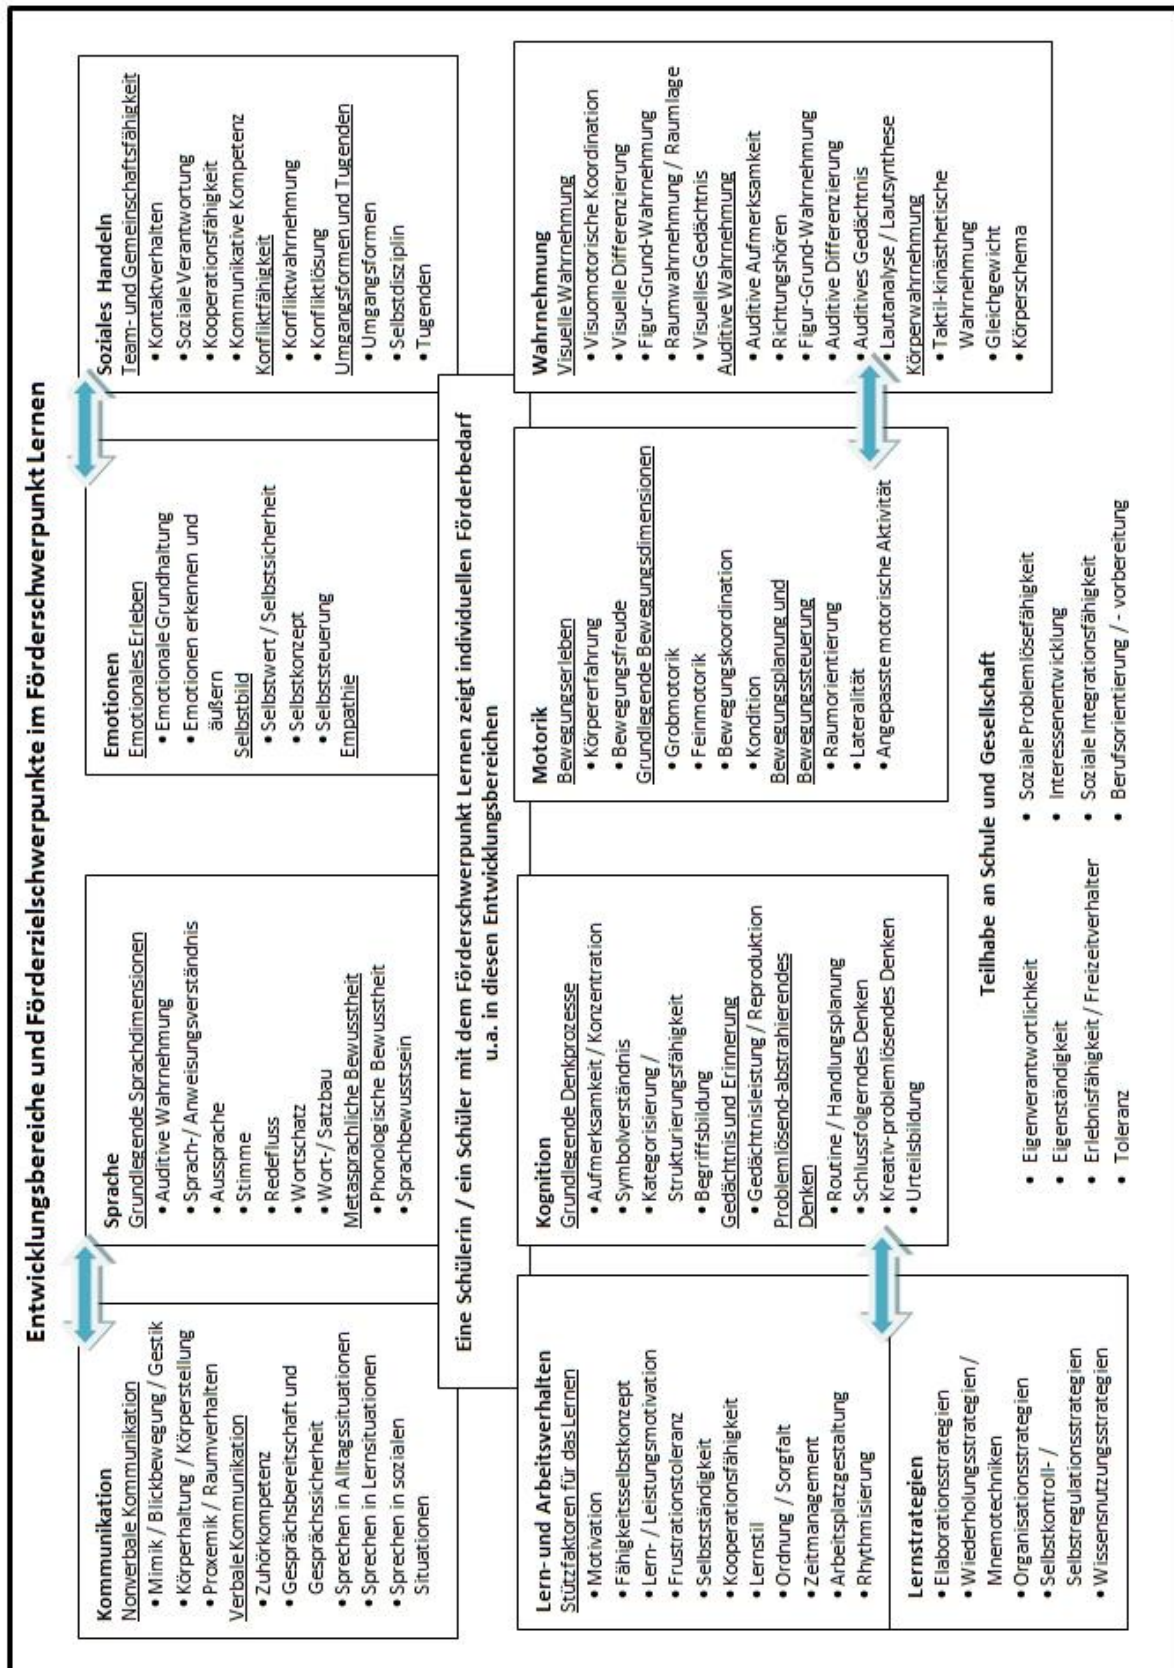 Entwicklungsbereiche und Förderzielschwerpunkte im Förderschwerpunkt Lernen
Kommunikation
Nonverbale Kommunikation
• Mimik / Blickbewegung / Gestik
• Körperhaltung / Körperstellung
• Proxemik / Raumverhalten
Verbale Kommunikation
• Zuhörkompetenz
• Gesprächsbereitschaft und
Gesprächssicherheit
• Sprechen in Alltagssituationen
• Sprechen in Lernsituationen
• Sprechen in sozialen
Situationen
Sprache
Grundlegende Sprachdimensionen
• Auditive Wahrnehmung
• Sprach-/ Anweisungsverständnis
• Aussprache
• Stimme
• Redefluss
• Wortschatz
• Wort-/ Satzbau
Metasprachliche Bewusstheit
• Phonologische Bewusstheit
• Sprachbewusstsein
Emotionen
Emotionales Erleben
• Emotionale Grundhaltung
• Emotionen erkennen und
äußern
Selbstbild
• Selbstwert / Selbstsicherheit
• Selbstkonzept
• Selbststeuerung
Empathie
Soziales Handeln
Team- und Gemeinschaftsfähigkeit
• Kontaktverhalten
• Soziale Verantwortung
• Kooperationsfähigkeit
• Kommunikative Kompetenz
Konfliktfähigkeit
• Konfliktwahrnehmung
• Konfliktlösung
Umgangsformen und Tugenden
• Umgangsformen
• Selbstdisziplin
• Tugenden
Eine Schülerin / ein Schüler mit dem Förderschwerpunkt Lernen zeigt individuellen Förderbedarf
u.a. in diesen Entwicklungsbereichen
Lern- und Arbeitsverhalten
Stützfaktoren für das Lernen
• Motivation
• Fähigkeitsselbstkonzept
• Lern- / Leistungsmotivation
• Frustrationstoleranz
• Selbstständigkeit
• Kooperationsfähigkeit
• Lernstil
• Ordnung / Sorgfalt
• Zeitmanagement
• Arbeitsplatzgestaltung
• Rhythmisierung
Lernstrategien
• Elaborationsstrategien
• Wiederholungsstrategien /
Mnemotechniken
• Organisationsstrategien
• Selbstkontroll- /
Selbstregulationsstrategien
• Wissensnutzungsstrategien
Kognition
Grundlegende Denkprozesse
• Aufmerksamkeit / Konzentration
• Symbolverständnis
• Kategorisierung /
Strukturierungsfähigkeit
• Begriffsbildung
Gedächtnis und Erinnerung
• Gedächtnisleistung / Reproduktion
Problemlösend-abstrahierendes
Denken
• Routine / Handlungsplanung
• Schlussfolgerndes Denken
• Kreativ-problemlösendes Denken
• Urteilsbildung
Motorik
Bewegungserleben
• Körpererfahrung
• Bewegungsfreude
Grundlegende Bewegungsdimensionen
• Grobmotorik
• Feinmotorik
• Bewegungskoordination
• Kondition
Bewegungsplanung und
Bewegungssteuerung
• Raumorientierung
• Lateralität
• Angepasste motorische Aktivität
Wahrnehmung
Visuelle Wahrnehmung
• Visuomotorische Koordination
• Visuelle Differenzierung
• Figur-Grund-Wahrnehmung
• Raumwahrnehmung / Raumlage
• Visuelles Gedächtnis
Auditive Wahrnehmung
• Auditive Aufmerksamkeit
• Richtungshören
• Figur-Grund-Wahrnehmung
• Auditive Differenzierung
• Auditives Gedächtnis
• Lautanalyse / Lautsynthese
Körperwahrnehmung
• Taktil-kinästhetische
Wahrnehmung
• Gleichgewicht
• Körperschema
Teilhabe an Schule und Gesellschaft
• Eigenverantwortlichkeit
• Eigenständigkeit
• Erlebnisfähigkeit / Freizeitverhalter
• Toleranz
• Soziale Problemlösefähigkeit
• Interessenentwicklung
• Soziale Integrationsfähigkeit
• Berufsorientierung / - vorbereitung